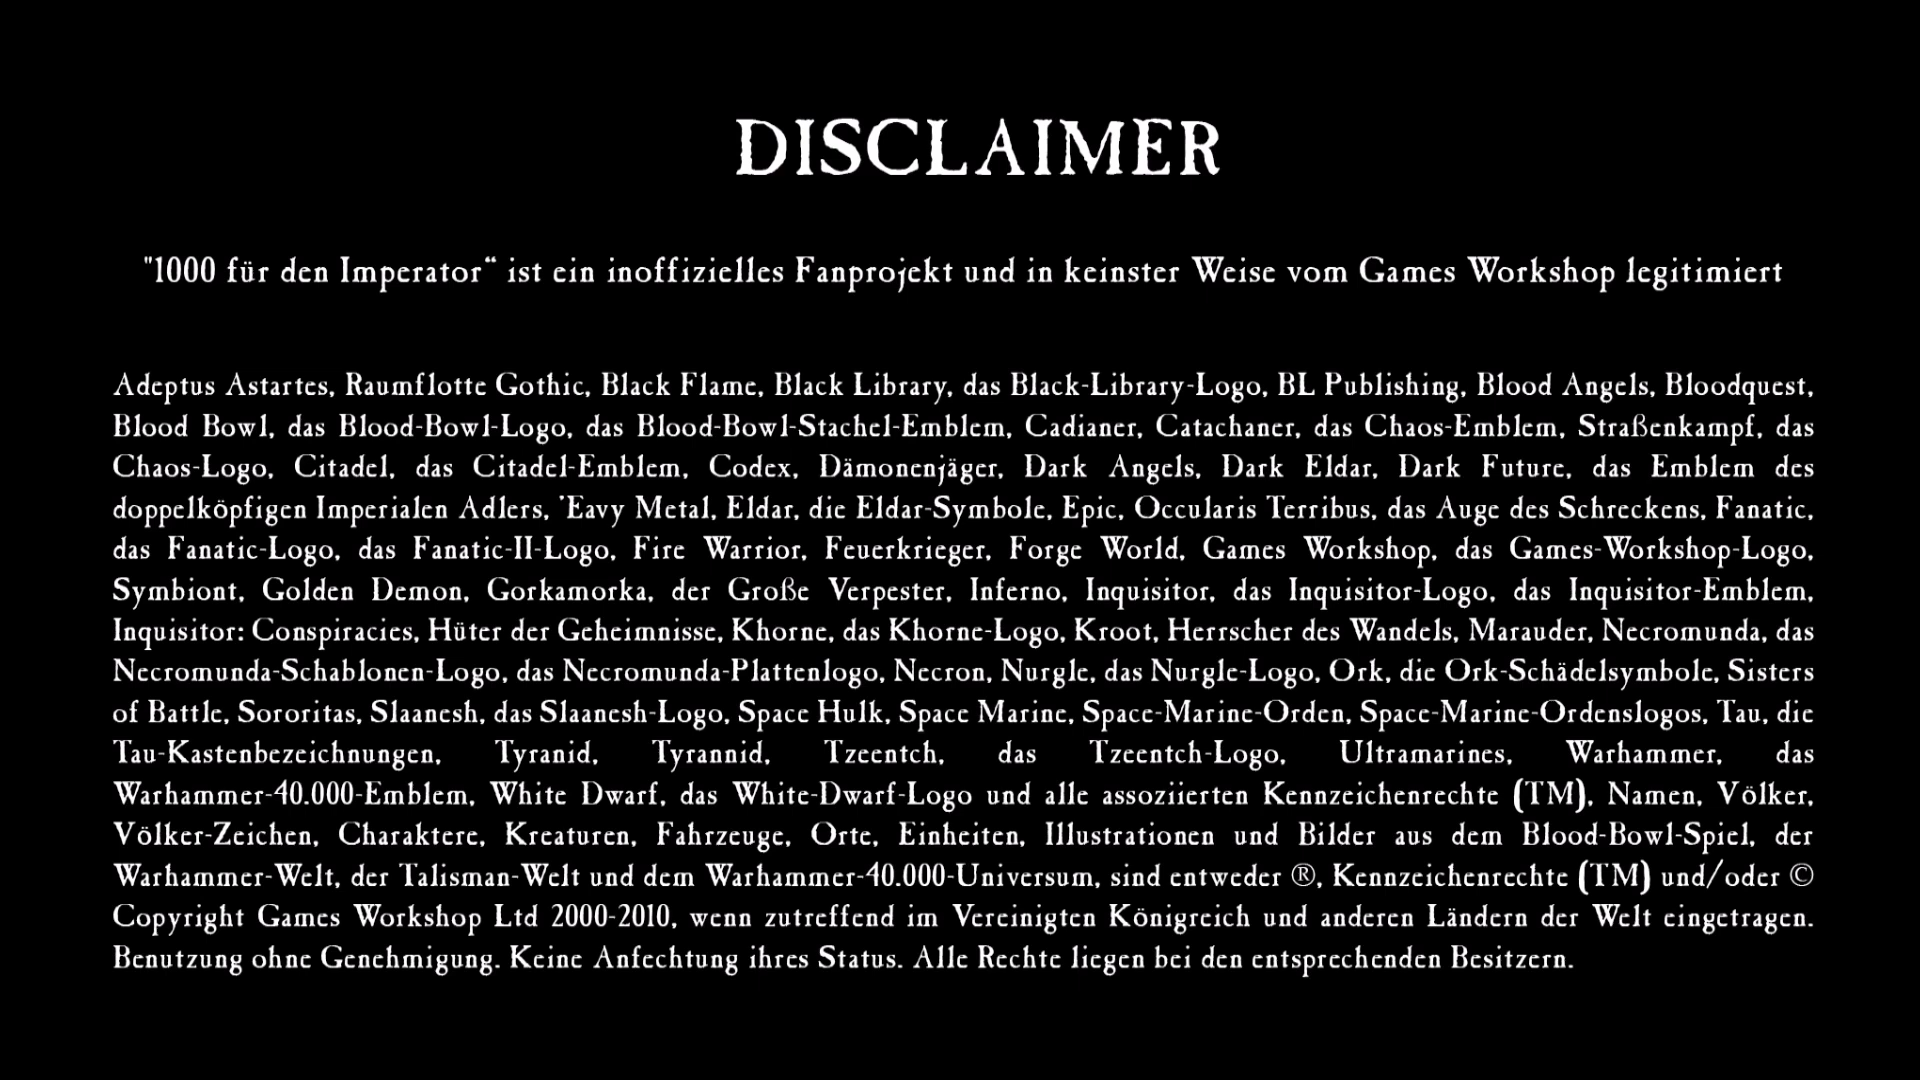 DISCLAIMER
"1000 für den Imperator“ ist ein inoffizielles Fanprojekt und in keinster Weise vom Games Workshop legitimiert
Adeptus Astartes, Raumflotte Gothic, Black Flame, Black Library, das Black-Library-Logo, BL Publishing, Blood Angels, Bloodquest,
Blood Bowl, das Blood-Bowl-Logo, das Blood-Bowl-Stachel-Emblem, Cadianer, Catachaner, das Chaos-Emblem, Straßenkampf, das
Chaos-Logo, Citadel, das Citadel-Emblem, Codex, Dämonenjäger, Dark Angels, Dark Eldar, Dark Future, das Emblem des
doppelköpfigen Imperialen Adlers, 'Eavy Metal, Eldar, die Eldar-Symbole, Epic, Occularis Terribus, das Auge des Schreckens, Fanatic,
das Fanatic-Logo, das Fanatic-II-Logo, Fire Warrior, Feuerkrieger, Forge World, Games Workshop, das Games-Workshop-Logo,
Symbiont, Golden Demon, Gorkamorka, der Große Verpester, Inferno, Inquisitor, das Inquisitor-Logo, das Inquisitor-Emblem,
Inquisitor: Conspiracies, Hüter der Geheimnisse, Khorne, das Khorne-Logo, Kroot, Herrscher des Wandels, Marauder, Necromunda, das
Necromunda-Schablonen-Logo, das Necromunda-Plattenlogo, Necron, Nurgle, das Nurgle-Logo, Ork, die Ork-Schädelsymbole, Sisters
of Battle, Sororitas, Slaanesh, das Slaanesh-Logo, Space Hulk, Space Marine, Space-Marine-Orden, Space-Marine-Ordenslogos, Tau, die
Tau-Kastenbezeichnungen, Tyranid, Tyrannid, Tzeentch, das Tzeentch-Logo, Ultramarines, Warhammer, das
Warhammer-40.000-Emblem, White Dwarf, das White-Dwarf-Logo und alle assoziierten Kennzeichenrechte (TM), Namen, Völker,
Völker-Zeichen, Charaktere, Kreaturen, Fahrzeuge, Orte, Einheiten, Illustrationen und Bilder aus dem Blood-Bowl-Spiel, der
Warhammer-Welt, der Talisman-Welt und dem Warhammer-40.000-Universum, sind entweder ®, Kennzeichenrechte (TM) und/oder ©
Copyright Games Workshop Ltd 2000-2010, wenn zutreffend im Vereinigten Königreich und anderen Ländern der Welt eingetragen.
Benutzung ohne Genehmigung. Keine Anfechtung ihres Status. Alle Rechte liegen bei den entsprechenden Besitzern.